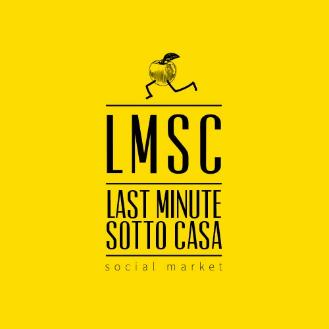 LMSC
LAST MINUTE
SOTTO CASA
social market